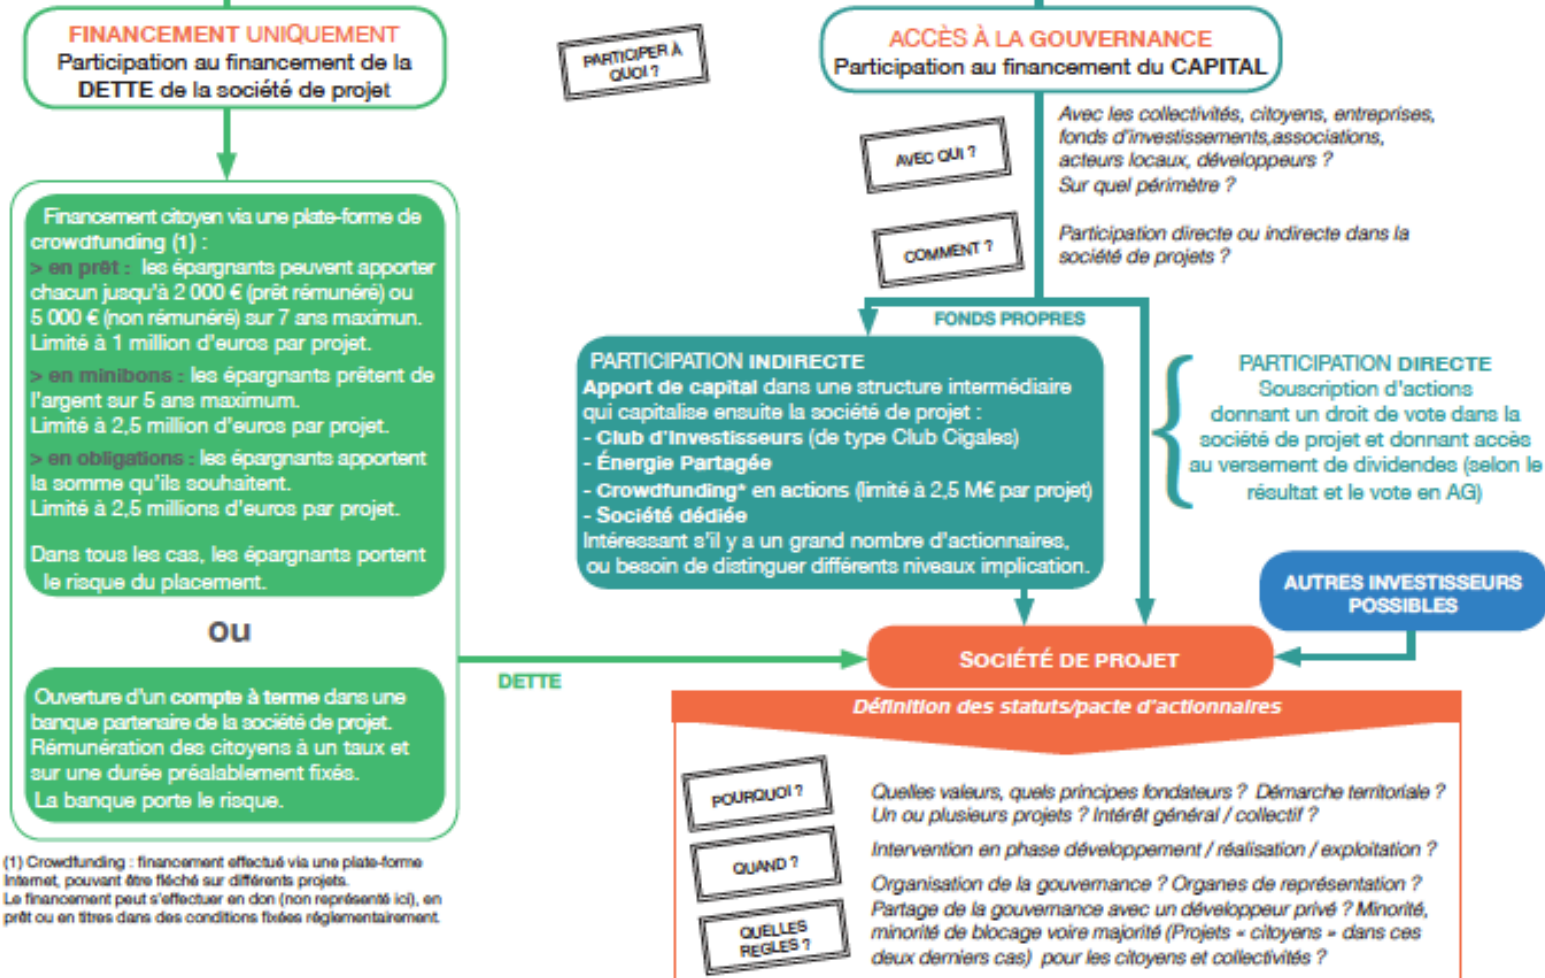 FINANCEMENT UNIQUEMENT
Participation au financement de la
DETTE de la société de projet
PARTICIPER À
QUOI ?
ACCÈS À LA GOUVERNANCE
Participation au financement du CAPITAL
AVEC QUI ?
Avec les collectivités, citoyens, entreprises,
fonds d'investissements,associations,
acteurs locaux, développeurs ?
Sur quel périmètre ?
COMMENT ?
Participation directe ou indirecte dans la
société de projets ?
Financement citoyen via une plate-forme de
crowdfunding (1) :
> en prêt : les épargnants peuvent apporter
chacun jusqu'à 2 000 € (prêt rémunéré) ou
5 000 € (non rémunéré) sur 7 ans maximun.
Limité à 1 million d'euros par projet.
> en minibons : les épargnants prêtent de
l'argent sur 5 ans maximum.
Limité à 2,5 million d'euros par projet.
> en obligations : les épargnants apportent
la somme qu'ils souhaitent.
Limité à 2,5 millions d'euros par projet.
Dans tous les cas, les épargnants portent
le risque du placement.
ou
Ouverture d'un compte à terme dans une
banque partenaire de la société de projet.
Rémunération des citoyens à un taux et
sur une durée préalablement fixés.
La banque porte le risque.
(1) Crowdfunding : financement effectué via une plate-forme
Internet, pouvant être fléché sur différents projets.
Le financement peut s'effectuer en don (non représenté ici), en
prêt ou en titres dans des conditions fixées réglementairement.
DETTE
FONDS PROPRES
PARTICIPATION INDIRECTE
Apport de capital dans une structure intermédiaire
qui capitalise ensuite la société de projet :
- Club d'Investisseurs (de type Club Cigales)
- Énergie Partagée
- Crowdfunding* en actions (limité à 2,5 M€ par projet)
- Société dédiée
Intéressant s'il y a un grand nombre d'actionnaires,
ou besoin de distinguer différents niveaux implication.
PARTICIPATION DIRECTE
Souscription d'actions
donnant un droit de vote dans la
société de projet et donnant accès
au versement de dividendes (selon le
résultat et le vote en AG)
AUTRES INVESTISSEURS
POSSIBLES
SOCIÉTÉ DE PROJET
Définition des statuts/pacte d'actionnaires
POURQUOI ?
Quelles valeurs, quels principes fondateurs ? Démarche territoriale ?
Un ou plusieurs projets ? Intérêt général / collectif ?
QUAND ?
Intervention en phase développement / réalisation / exploitation ?
QUELLES
REGLES ?
Organisation de la gouvernance ? Organes de représentation ?
Partage de la gouvernance avec un développeur privé ? Minorité,
minorité de blocage voire majorité (Projets « citoyens » dans ces
deux derniers cas) pour les citoyens et collectivités ?